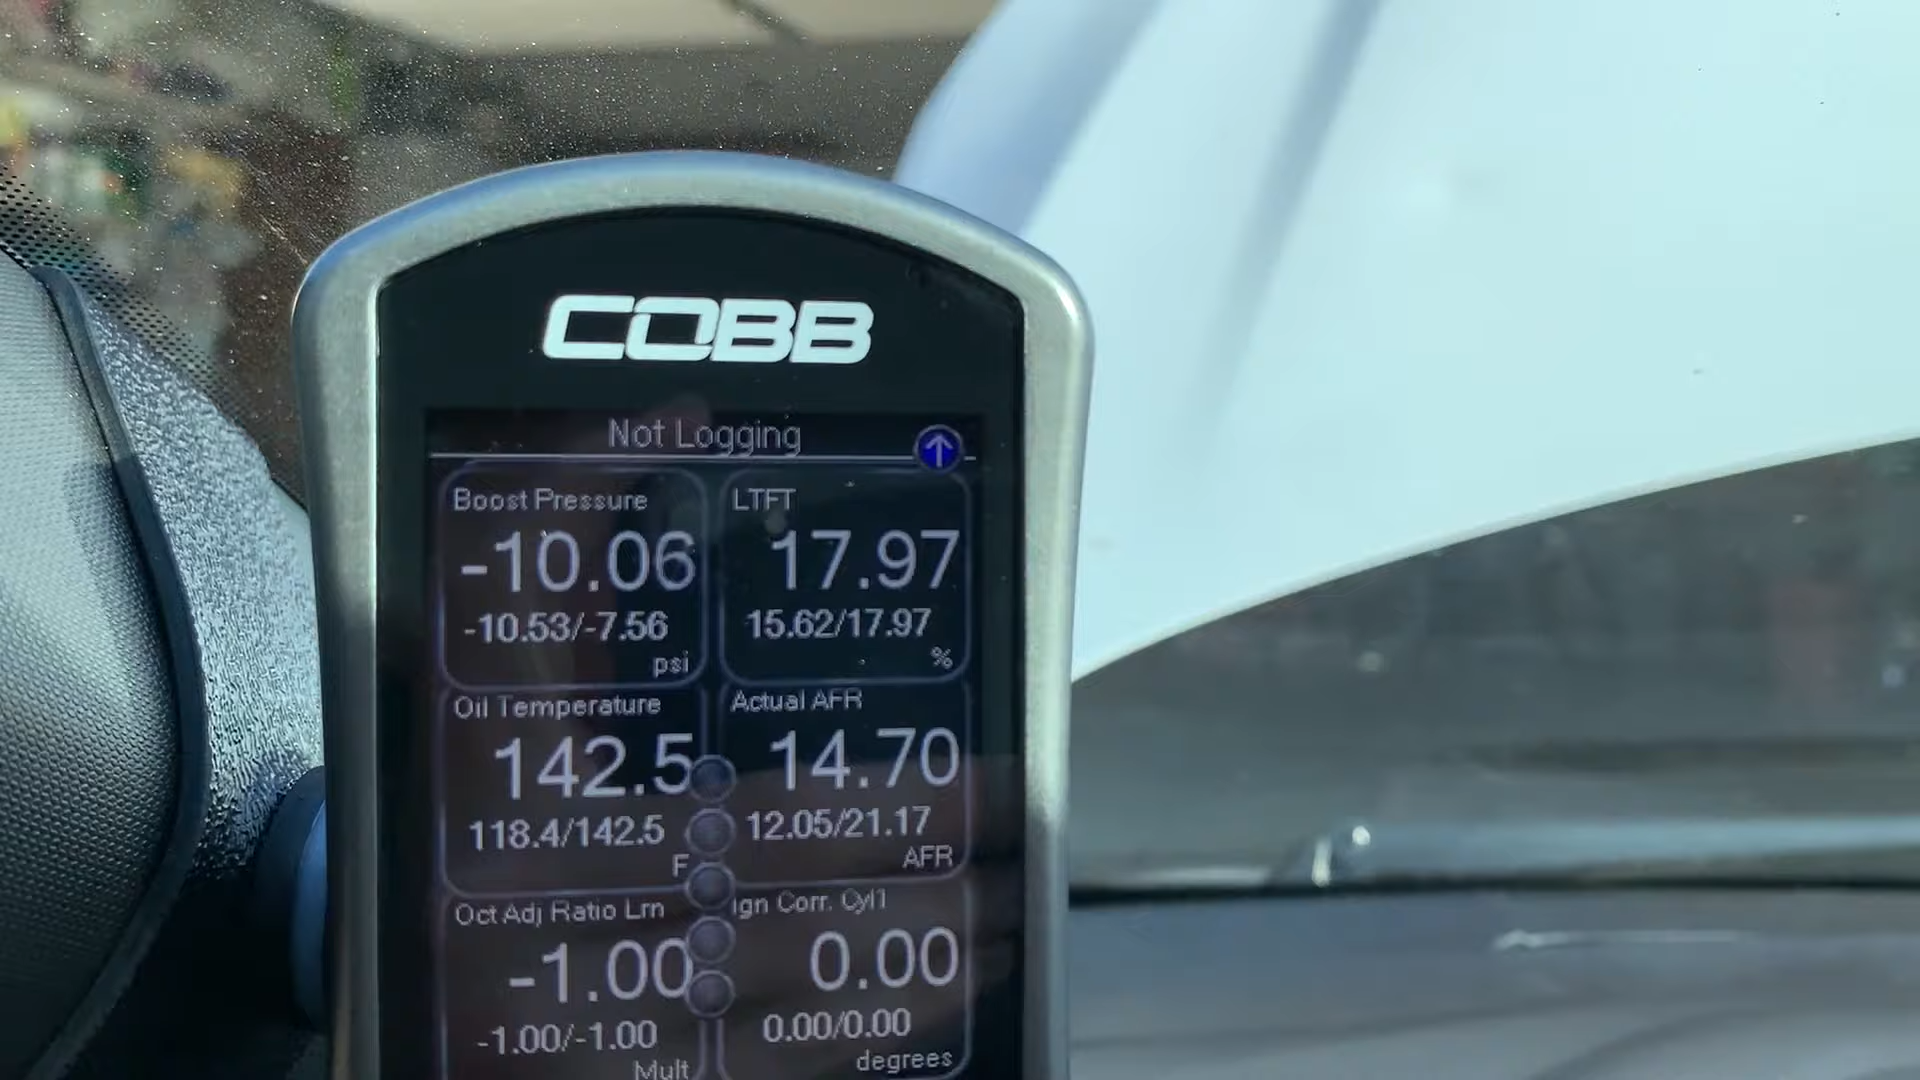 COBB
Not Logging
Boost Pressure
-10.06
-10.53/-7.56
psi
LTFT
17.97
15.62/17.97
%
Oil Temperature
142.5
118.4/142.5
F
Actual AFR
14.70
12.05/21.17
AFR
Oct Adj Ratio Lrn
-1.00
-1.00/-1.00
Mult
Ign Corr. Cyl1
0.00
0.00/0.00
degrees